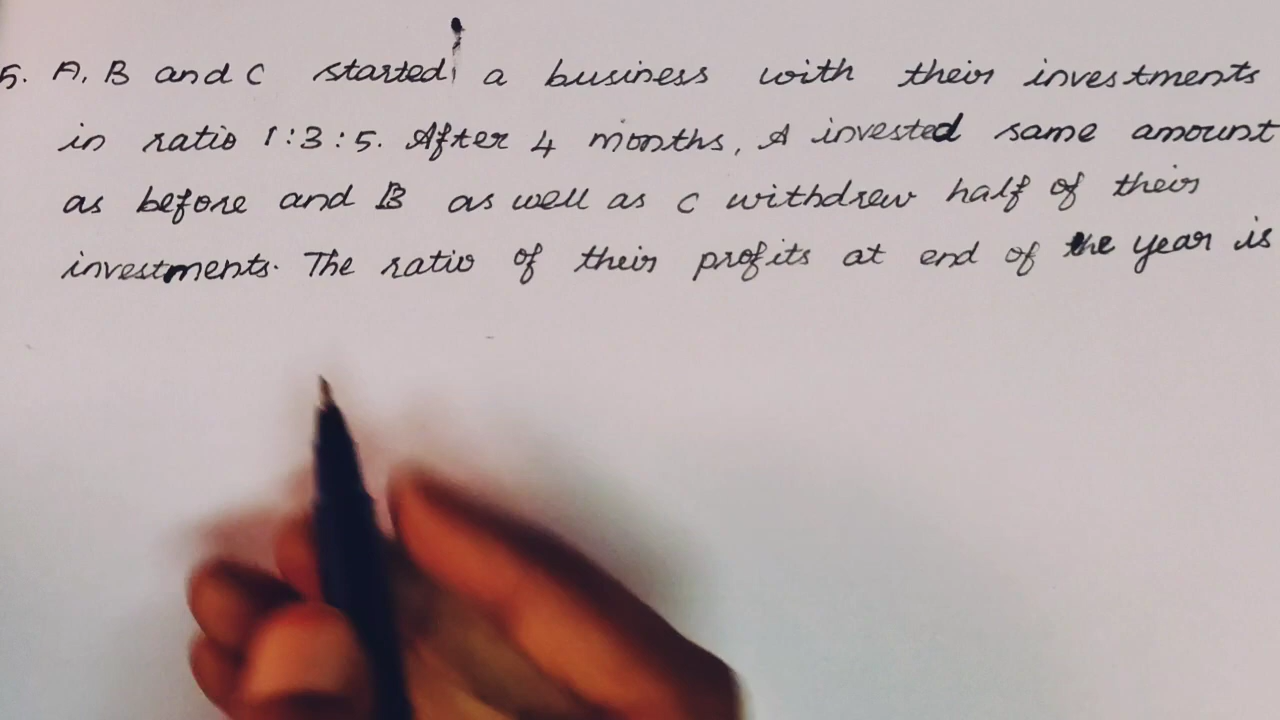 5. A, B and C started a business with their investments
in ratio 1:3:5. After 4 months, A invested same amount
as before and B as well as C withdrew half of their
investments. The ratio of their profits at end of the year is